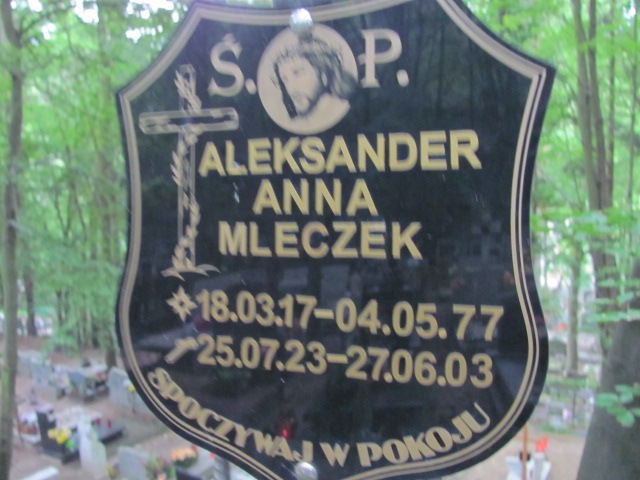 Ś. P.
ALEKSANDER
ANNA
MLECZEK
18.03.17-04.05.77
25.07.23-27.06.03
SPOCZYWAJ W POKOJU